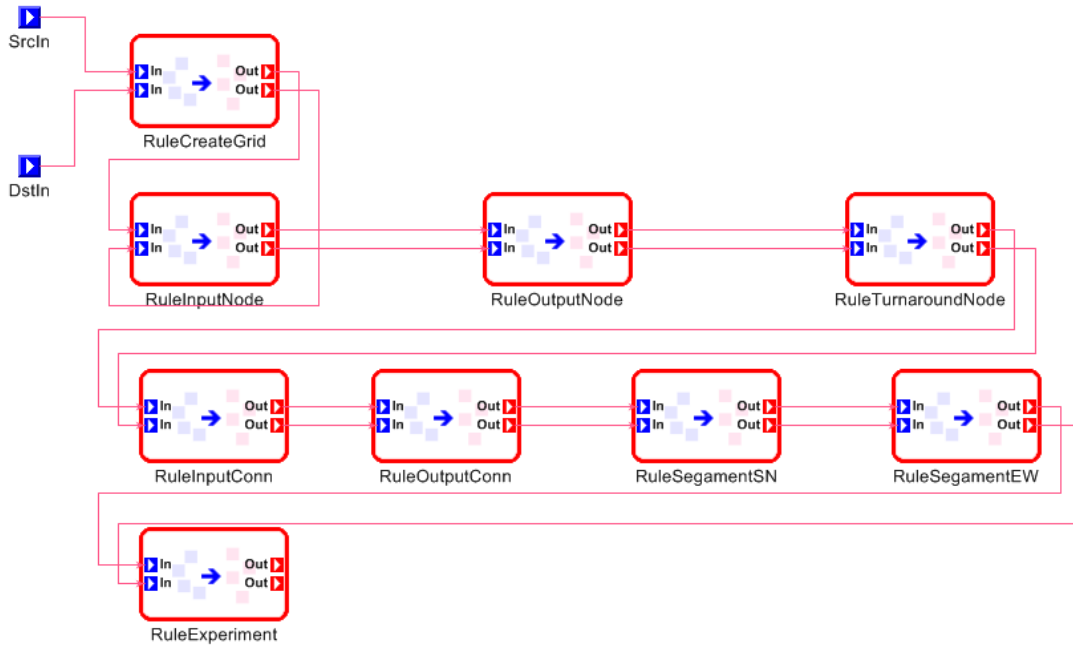 SrcIn
In Out
In Out
RuleCreateGrid
DstIn
In Out In Out In Out
In Out In Out In Out
RuleInputNode RuleOutputNode RuleTurnaroundNode
In Out In Out In Out In Out
In Out In Out In Out In Out
RuleInputConn RuleOutputConn RuleSegamentSN RuleSegamentEW
In Out
In Out
RuleExperiment